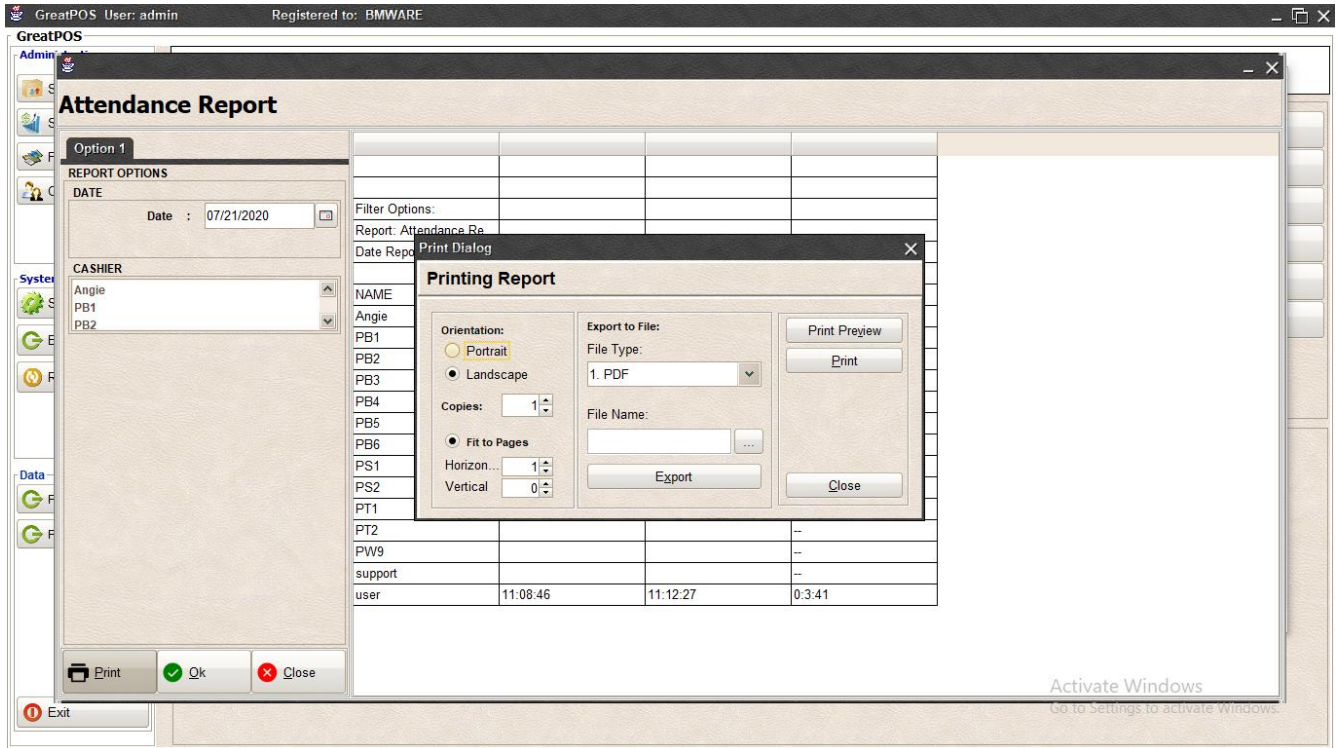 GreatPOS User: admin Registered to: BMWARE
GreatPOS
Attendance Report
Option 1
REPORT OPTIONS
DATE
Date : 07/21/2020
CASHIER
Angie
PB1
PB2
Print
Ok
Close
Filter Options:
Report: Attendance Re
Date Repo
NAME
Angie
PB1
PB2
PB3
PB4
PB5
PB6
PS1
PS2
PT1
PT2 --
PW9 --
support --
user 11:08:46 11:12:27 0:3:41
Print Dialog
Printing Report
Orientation:
Portrait
Landscape
Copies: 1
Fit to Pages
Horizon... 1
Vertical 0
Export to File:
File Type:
1. PDF
File Name:
...
Export
Print Preview
Print
Close
Data
Exit
Activate Windows
Go to Settings to activate Windows.